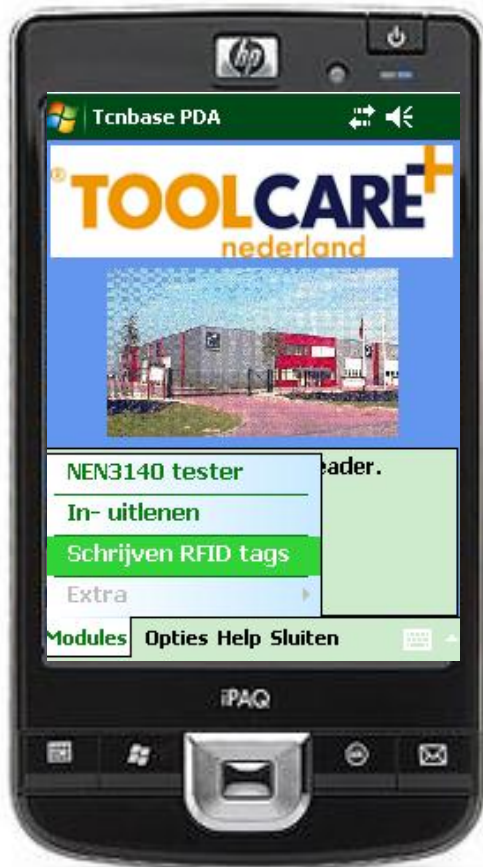 hp
Tcnbase PDA
®TOOLCARE+
nederland
eader.
NEN3140 tester
In- uitlenen
Schrijven RFID tags
Extra
Modules Opties Help Sluiten
iPAQ